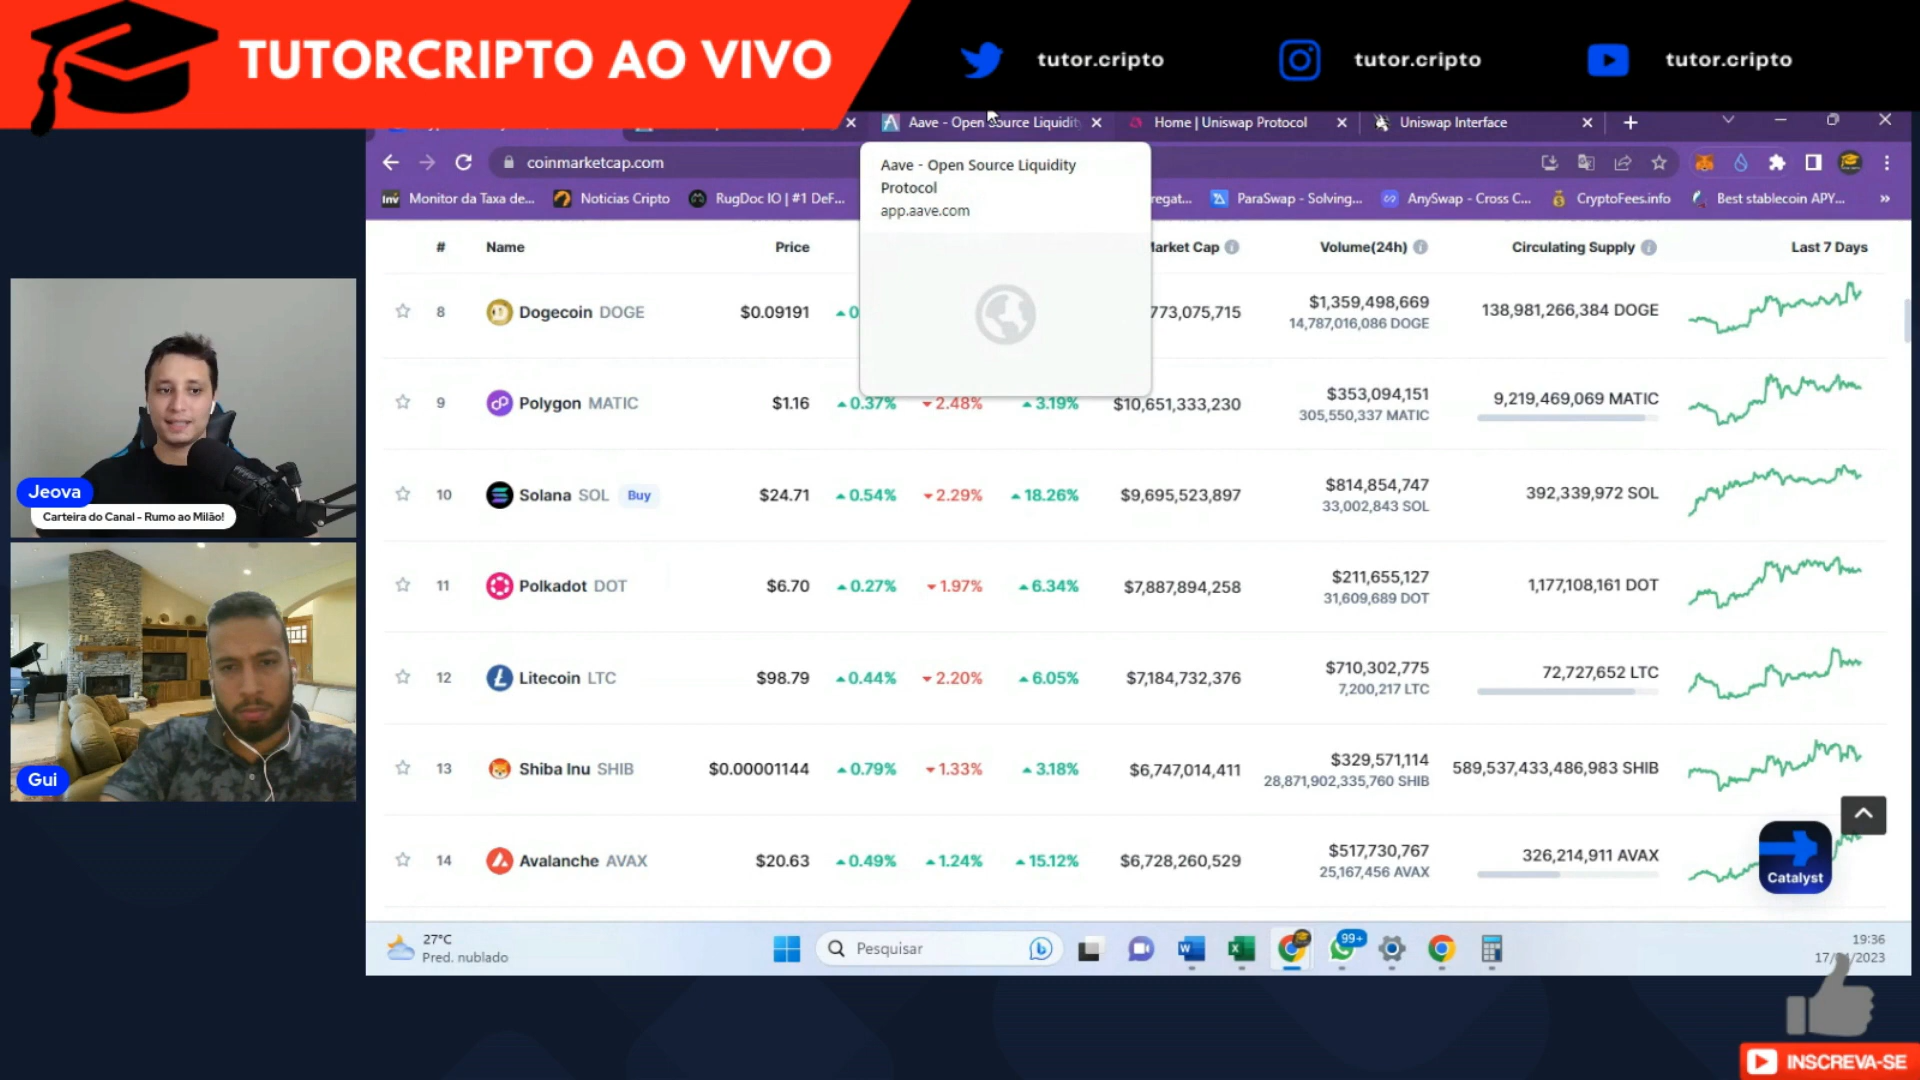 TUTORCRIPTO AO VIVO
tutor.cripto
tutor.cripto
tutor.cripto
Aave - Open Source Liquidit
Home | Uniswap Protocol
Uniswap Interface
coinmarketcap.com
Aave - Open Source Liquidity
Protocol
app.aave.com
Monitor da Taxa de...
Noticias Cripto
RugDoc IO | #1 DeF...
regat...
ParaSwap - Solving...
AnySwap - Cross C...
CryptoFees.info
Best stablecoin APY...
»
# Name Price Market Cap Volume(24h) Circulating Supply Last 7 Days
8 Dogecoin DOGE $0.09191 0 773,075,715 $1,359,498,669 138,981,266,384 DOGE
14,787,016,086 DOGE
9 Polygon MATIC $1.16 0.37% 2.48% 3.19% $10,651,333,230 $353,094,151 9,219,469,069 MATIC
305,550,337 MATIC
10 Solana SOL Buy $24.71 0.54% 2.29% 18.26% $9,695,523,897 $814,854,747 392,339,972 SOL
33,002,843 SOL
11 Polkadot DOT $6.70 0.27% 1.97% 6.34% $7,887,894,258 $211,655,127 1,177,108,161 DOT
31,609,689 DOT
12 Litecoin LTC $98.79 0.44% 2.20% 6.05% $7,184,732,376 $710,302,775 72,727,652 LTC
7,200,217 LTC
13 Shiba Inu SHIB $0.00001144 0.79% 1.33% 3.18% $6,747,014,411 $329,571,114 589,537,433,486,983 SHIB
28,871,902,335,760 SHIB
14 Avalanche AVAX $20.63 0.49% 1.24% 15.12% $6,728,260,529 $517,730,767 326,214,911 AVAX
25,167,456 AVAX
Catalyst
Jeova
Carteira do Canal - Rumo ao Milão!
Gui
27°C
Pred. nublado
Pesquisar
99+
19:36
INSCREVA-SE